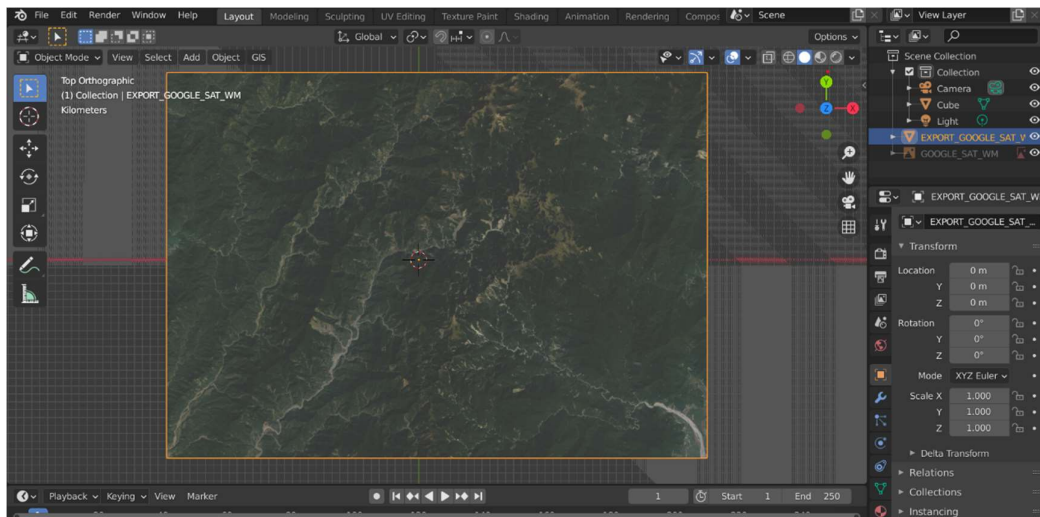 File Edit Render Window Help Layout Modeling Sculpting UV Editing Texture Paint Shading Animation Rendering Compos Scene View Layer
Global Options
Object Mode View Select Add Object GIS
Top Orthographic
(1) Collection | EXPORT_GOOGLE_SAT_WM
Kilometers
Y
Z
X
Scene Collection
Collection
Camera
Cube
Light
EXPORT_GOOGLE_SAT_V
GOOGLE_SAT_WM
EXPORT_GOOGLE_SAT_W
EXPORT_GOOGLE_SAT_...
Transform
Location 0 m
Y 0 m
Z 0 m
Rotation 0°
Y 0°
Z 0°
Mode XYZ Euler
Scale X 1.000
Y 1.000
Z 1.000
Delta Transform
Relations
Collections
Instancing
Playback Keying View Marker 1 Start 1 End 250